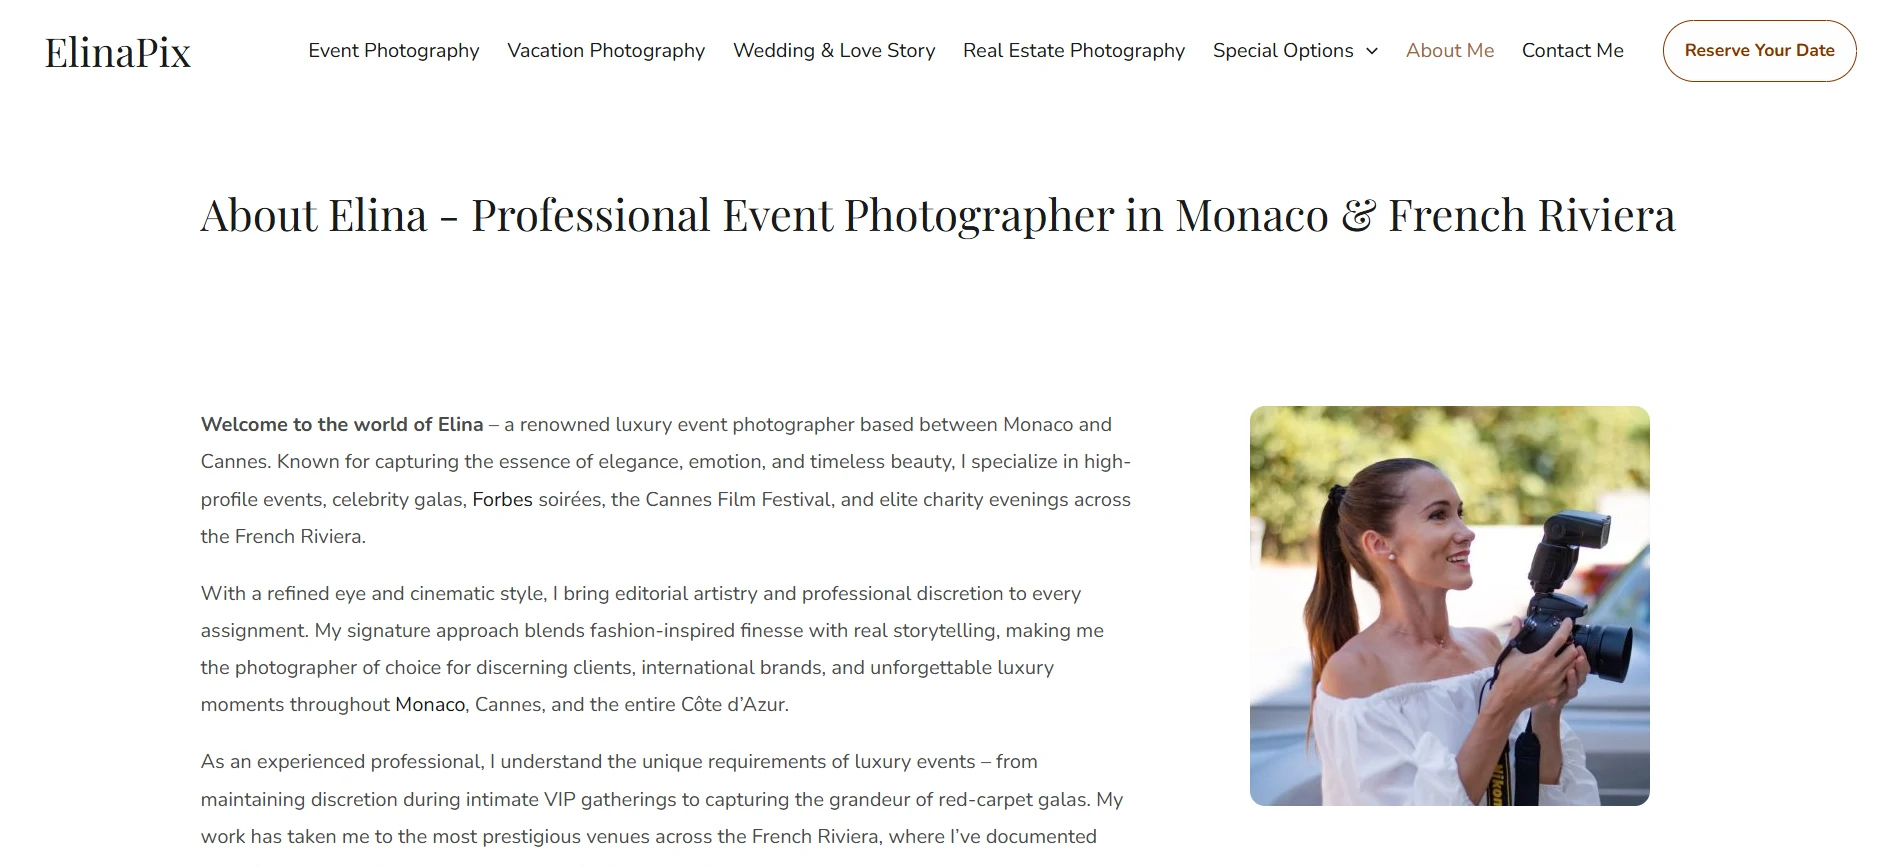 ElinaPix
Event Photography
Vacation Photography
Wedding & Love Story
Real Estate Photography
Special Options
About Me
Contact Me
Reserve Your Date
About Elina - Professional Event Photographer in Monaco & French Riviera
Welcome to the world of Elina – a renowned luxury event photographer based between Monaco and
Cannes. Known for capturing the essence of elegance, emotion, and timeless beauty, I specialize in high-
profile events, celebrity galas, Forbes soirées, the Cannes Film Festival, and elite charity evenings across
the French Riviera.
With a refined eye and cinematic style, I bring editorial artistry and professional discretion to every
assignment. My signature approach blends fashion-inspired finesse with real storytelling, making me
the photographer of choice for discerning clients, international brands, and unforgettable luxury
moments throughout Monaco, Cannes, and the entire Côte d’Azur.
As an experienced professional, I understand the unique requirements of luxury events – from
maintaining discretion during intimate VIP gatherings to capturing the grandeur of red-carpet galas. My
work has taken me to the most prestigious venues across the French Riviera, where I’ve documented
Nikon